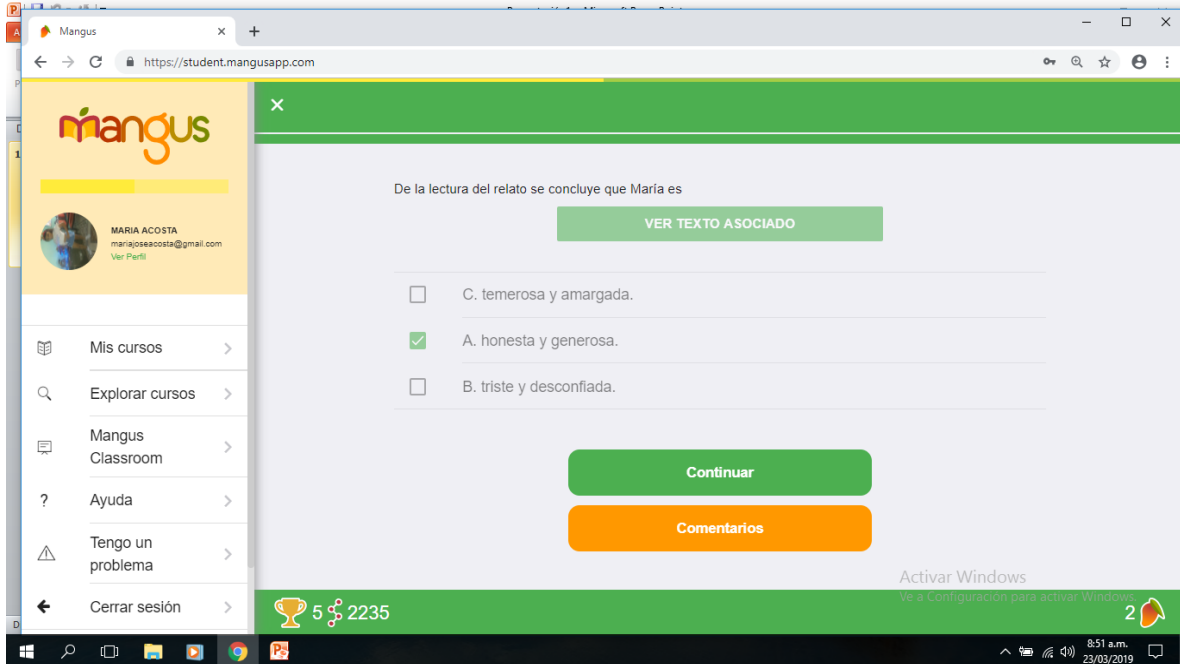 Mangus
https://student.mangusapp.com
mangus
MARIA ACOSTA
mariajoseacosta@gmail.com
Ver Perfil
Mis cursos
Explorar cursos
Mangus
Classroom
Ayuda
Tengo un
problema
Cerrar sesión
De la lectura del relato se concluye que María es
VER TEXTO ASOCIADO
C. temerosa y amargada.
A. honesta y generosa.
B. triste y desconfiada.
Continuar
Comentarios
Activar Windows
Ve a Configuración para activar Windows.
5 2235
2
8:51 a.m.
23/03/2019